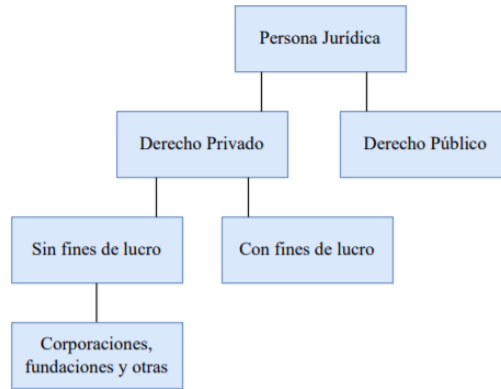 Persona Jurídica
Derecho Privado
Derecho Público
Sin fines de lucro
Con fines de lucro
Corporaciones,
fundaciones y otras